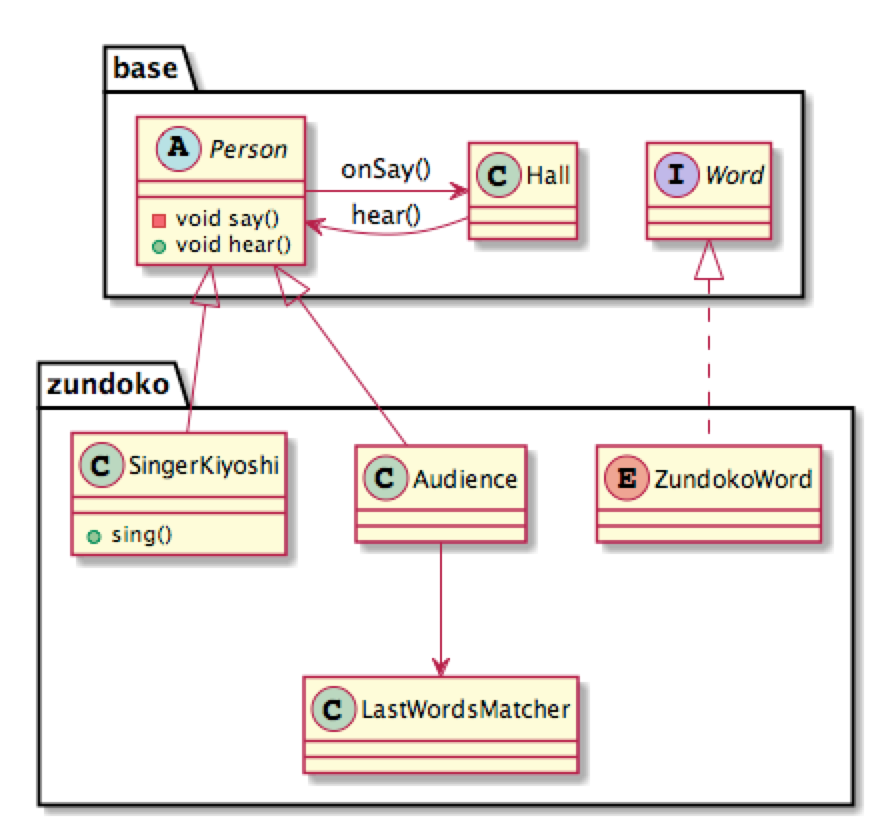 base
A Person
void say()
void hear()
onSay()
hear()
C Hall
I Word
zundoko
C SingerKiyoshi
sing()
C Audience
E ZundokoWord
C LastWordsMatcher